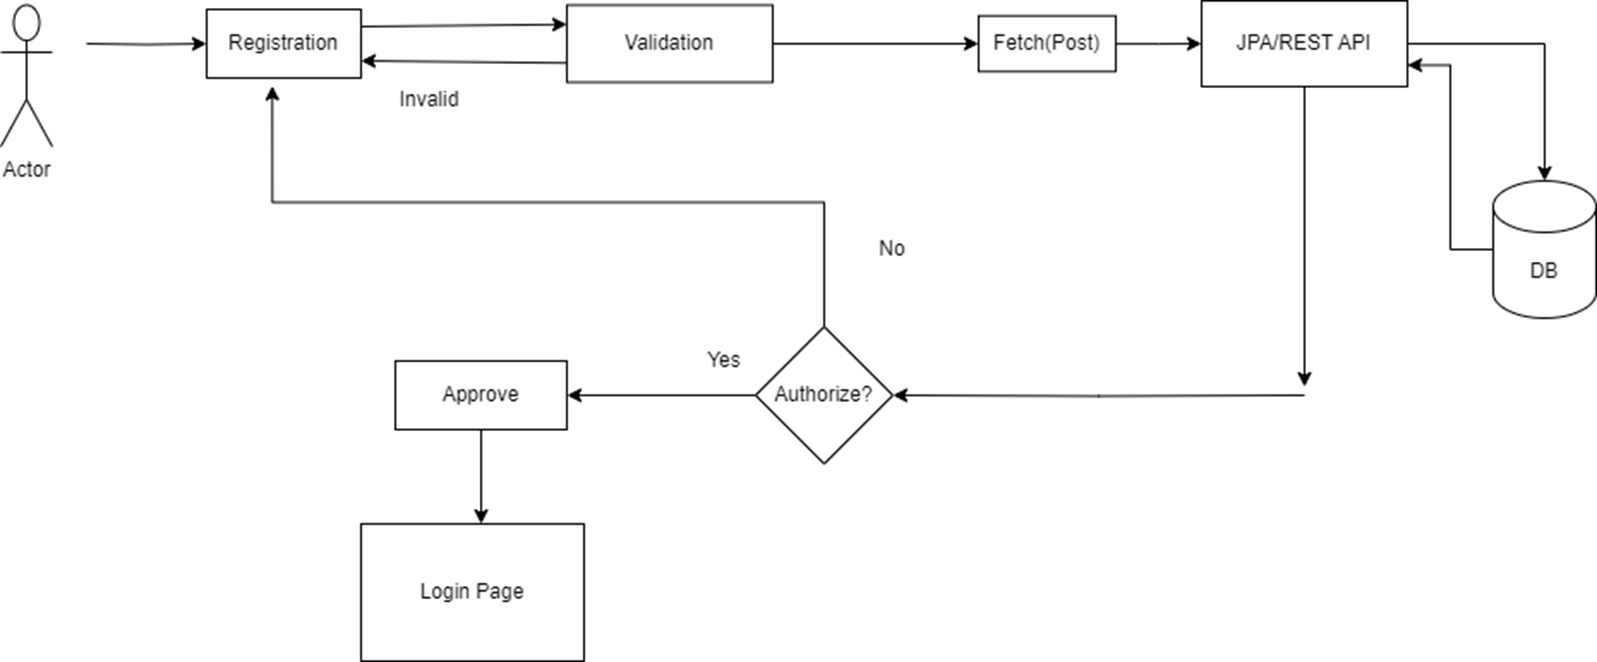 Registration
Validation
Fetch(Post)
JPA/REST API
Invalid
Actor
No
DB
Yes
Approve
Authorize?
Login Page